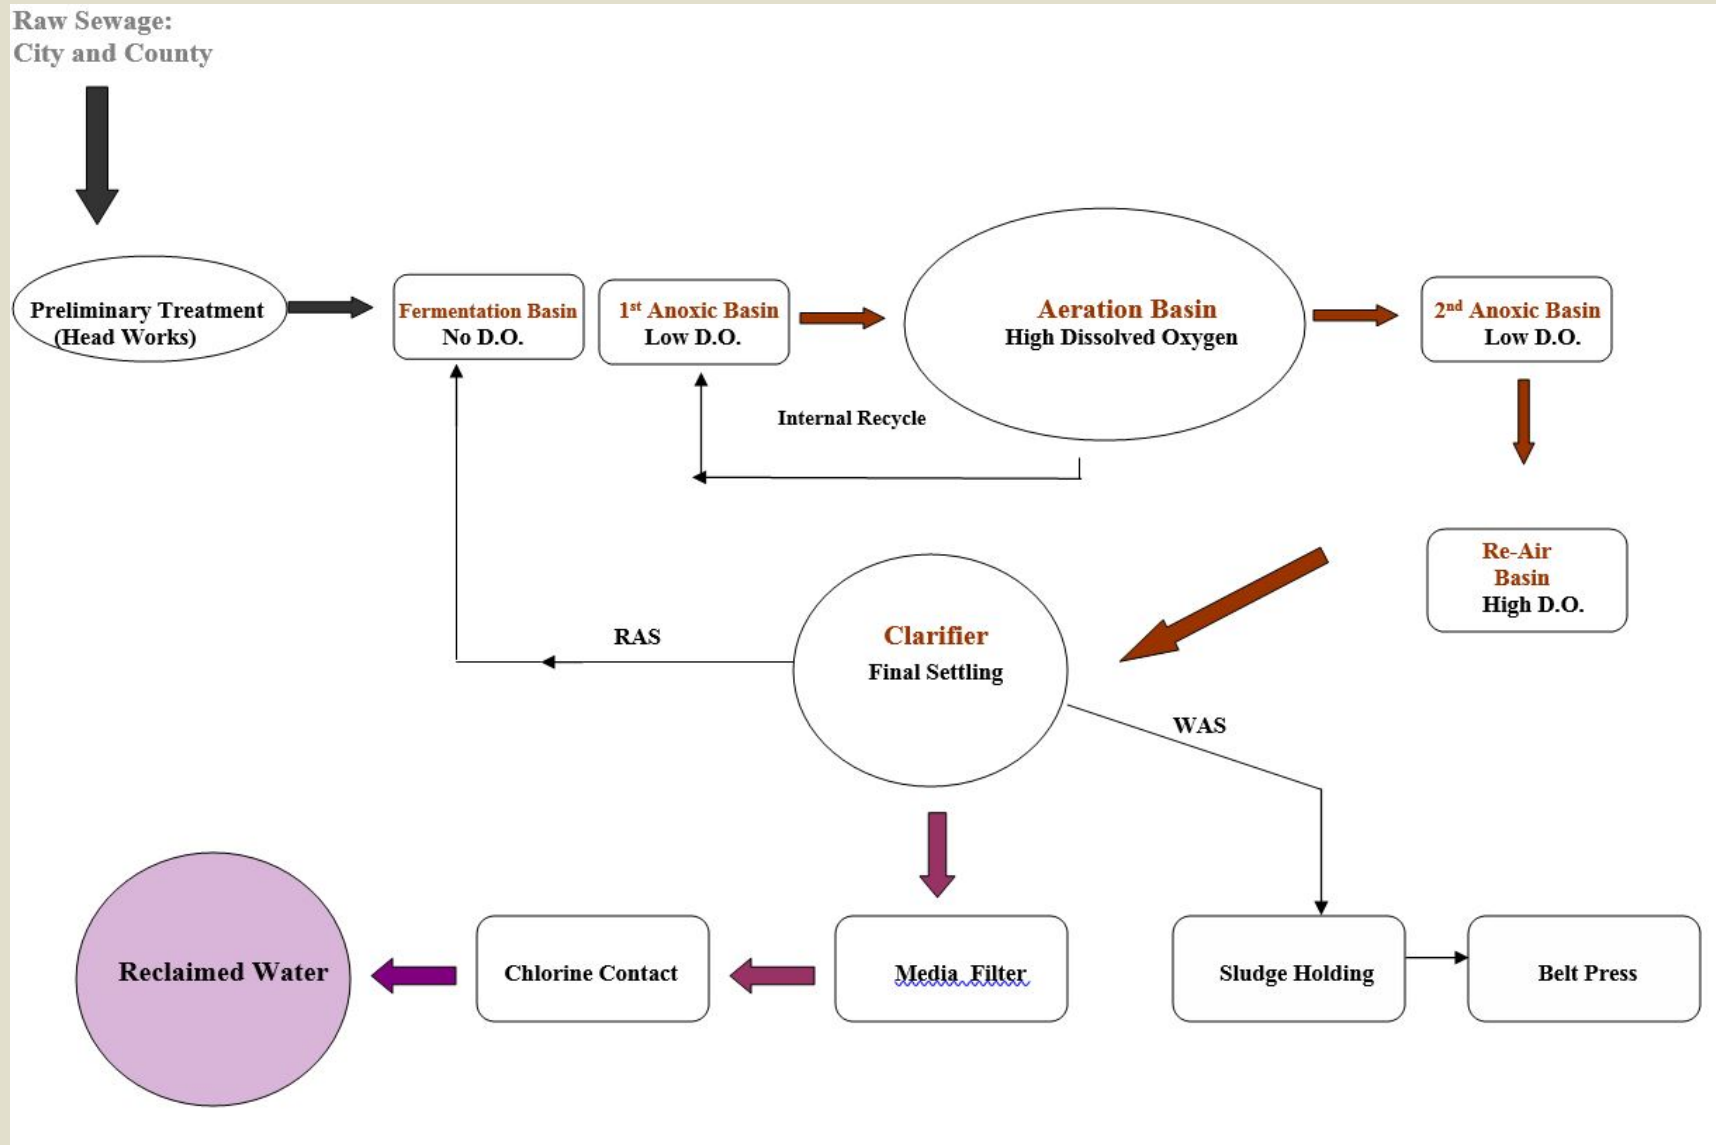 Raw Sewage:
City and County
Preliminary Treatment
(Head Works)
Fermentation Basin
No D.O.
1st Anoxic Basin
Low D.O.
Aeration Basin
High Dissolved Oxygen
2nd Anoxic Basin
Low D.O.
Internal Recycle
Re-Air
Basin
High D.O.
Clarifier
Final Settling
RAS
WAS
Reclaimed Water
Chlorine Contact
Media Filter
Sludge Holding
Belt Press